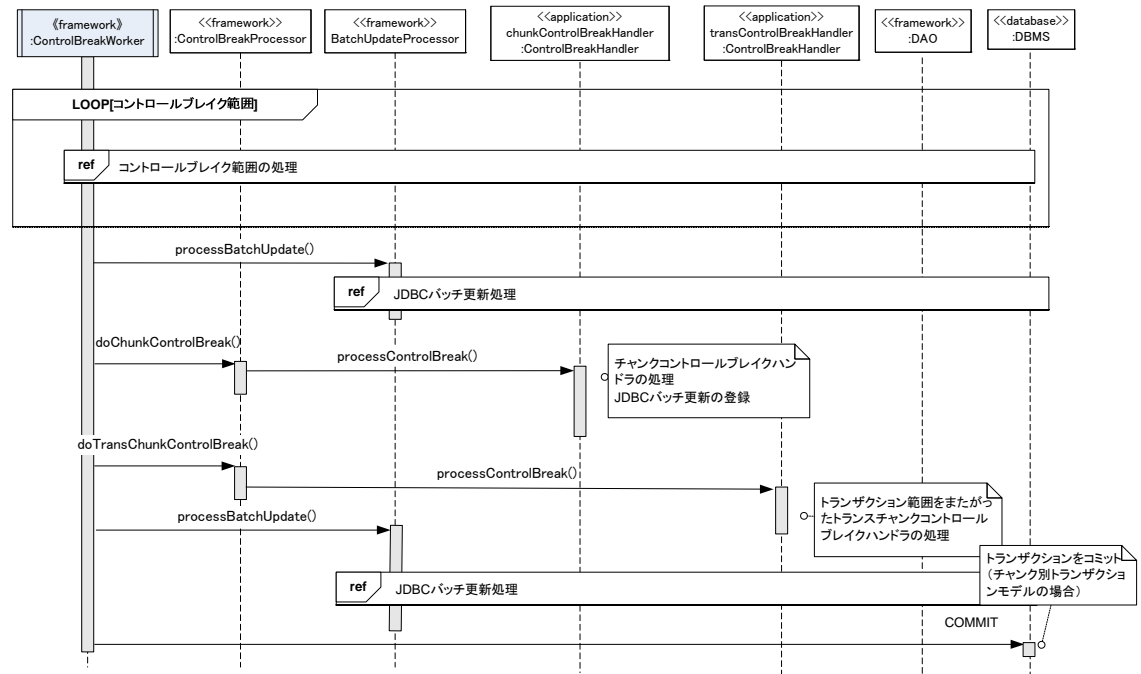 《framework》
:ControlBreakWorker
<<framework>>
:ControlBreakProcessor
<<framework>>
BatchUpdateProcessor
<<application>>
chunkControlBreakHandler
:ControlBreakHandler
<<application>>
transControlBreakHandler
:ControlBreakHandler
<<framework>>
:DAO
<<database>>
:DBMS
LOOP[コントロールブレイク範囲]
ref コントロールブレイク範囲の処理
processBatchUpdate()
ref JDBCバッチ更新処理
doChunkControlBreak()
processControlBreak()
チャンクコントロールブレイクハン
ドラの処理
JDBCバッチ更新の登録
doTransChunkControlBreak()
processControlBreak()
トランザクション範囲をまたがっ
たトランスチャンクコントロール
ブレイクハンドラの処理
processBatchUpdate()
トランザクションをコミット
(チャンク別トランザクショ
ンモデルの場合)
ref JDBCバッチ更新処理
COMMIT